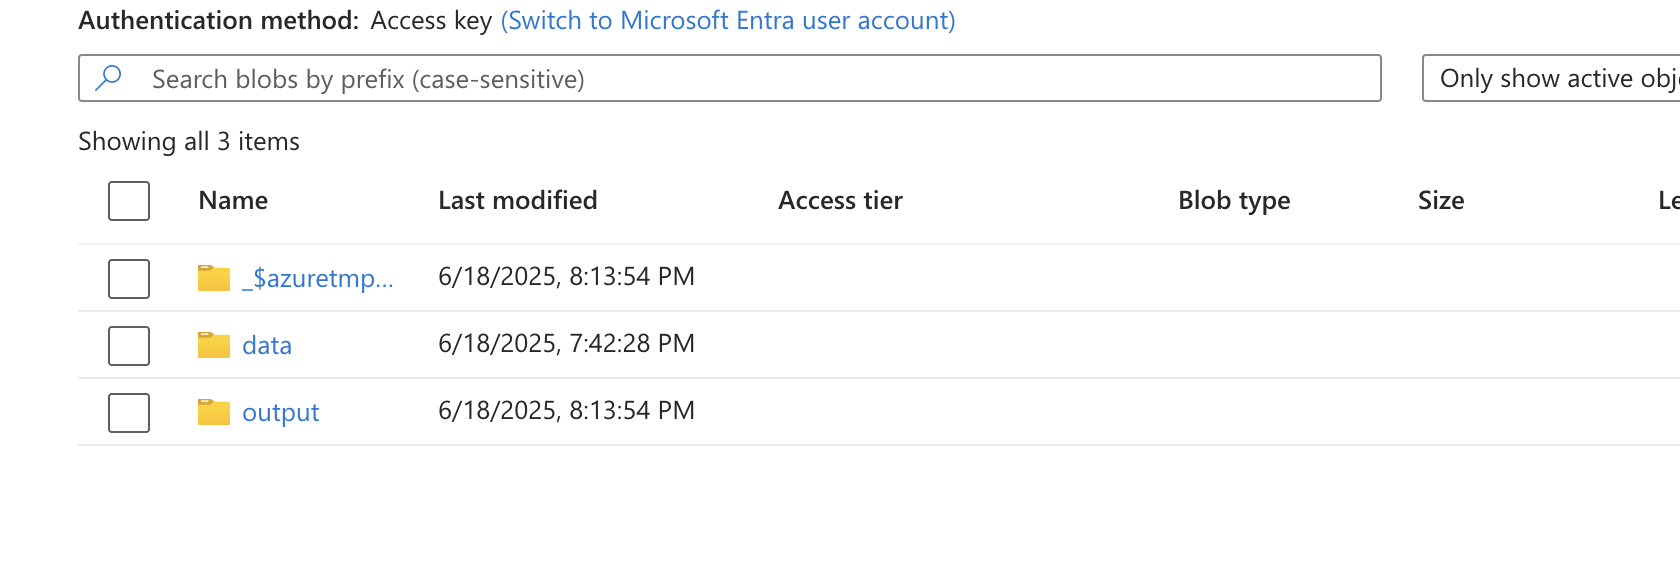 Authentication method: Access key (Switch to Microsoft Entra user account)
Search blobs by prefix (case-sensitive)
Only show active obj
Showing all 3 items
Name Last modified Access tier Blob type Size Le
_$azuretmp... 6/18/2025, 8:13:54 PM
data 6/18/2025, 7:42:28 PM
output 6/18/2025, 8:13:54 PM